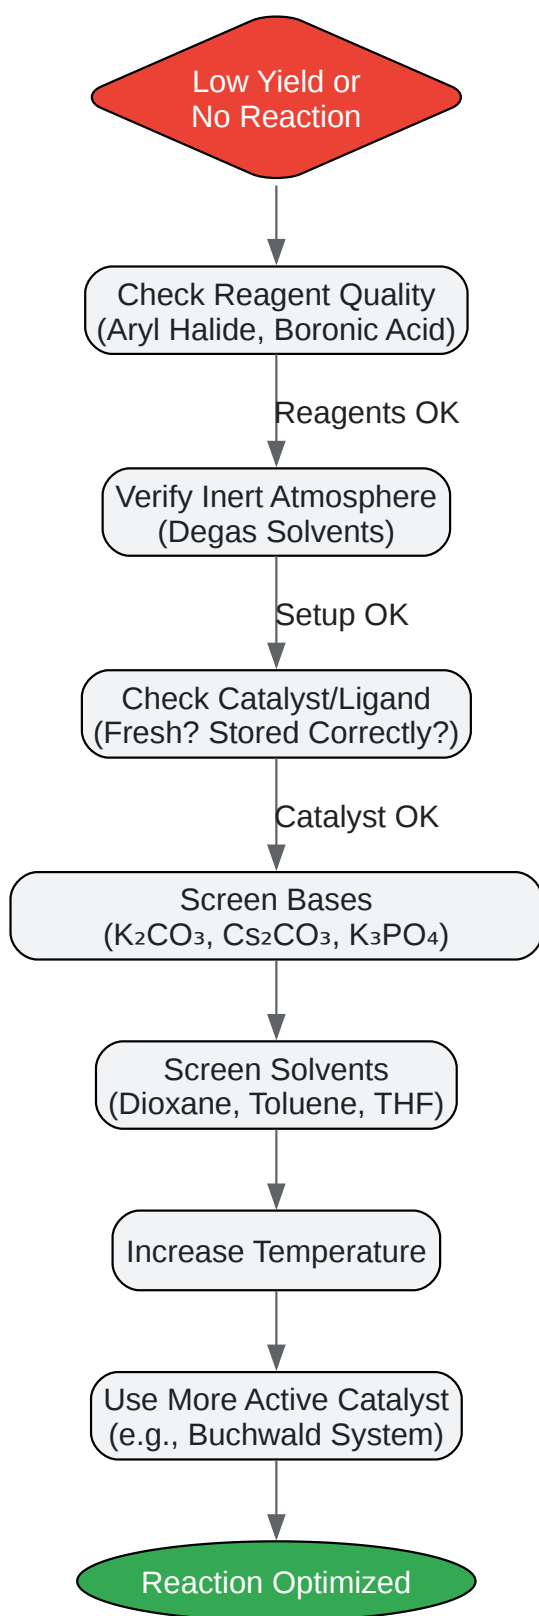 Low Yield or
No Reaction
Check Reagent Quality
(Aryl Halide, Boronic Acid)
Reagents OK
Verify Inert Atmosphere
(Degas Solvents)
Setup OK
Check Catalyst/Ligand
(Fresh? Stored Correctly?)
Catalyst OK
Screen Bases
(K₂CO₃, Cs₂CO₃, K₃PO₄)
Screen Solvents
(Dioxane, Toluene, THF)
Increase Temperature
Use More Active Catalyst
(e.g., Buchwald System)
Reaction Optimized